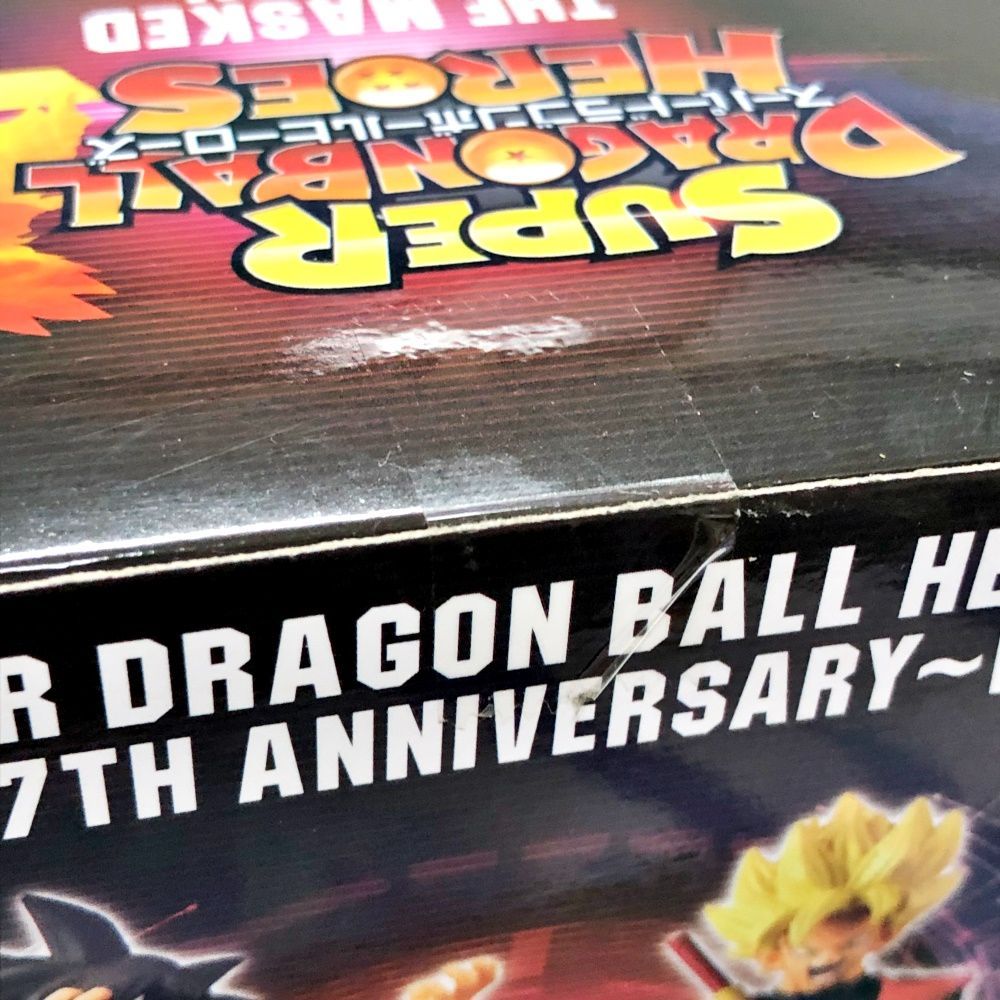 SUPER
DRAGONBALL
スーパードラゴンボールヒーローズ
HEROES
THE MASKED
R DRAGON BALL HE
7TH ANNIVERSARY～